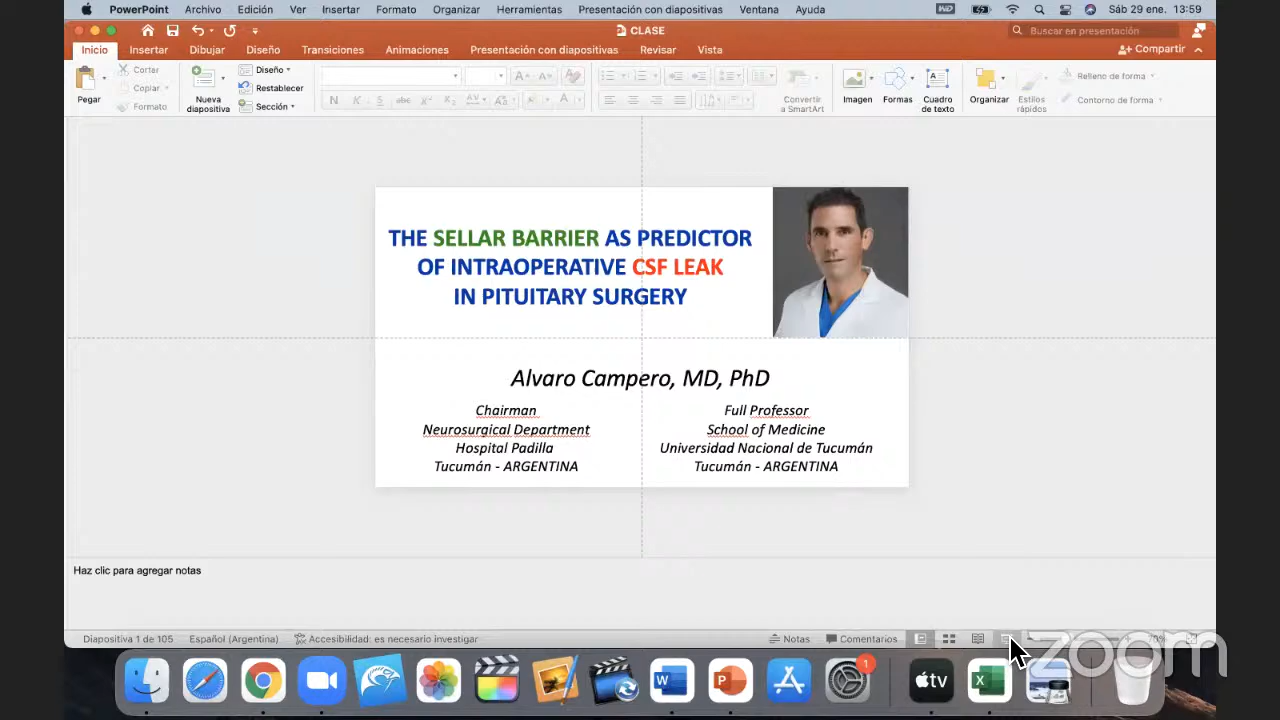 PowerPoint Archivo Edición Ver Insertar Formato Organizar Herramientas Presentación con diapositivas Ventana Ayuda Sáb 29 ene. 13:59
CLASE
Buscar en presentación
Inicio Insertar Dibujar Diseño Transiciones Animaciones Presentación con diapositivas Revisar Vista Compartir
Pegar
Cortar
Copiar
Formato
Nueva
diapositiva
Diseño
Restablecer
Sección
Convertir
a SmartArt
Imagen
Formas
Cuadro
de texto
Organizar
Estilos
rápidos
Relleno de forma
Contorno de forma
THE SELLAR BARRIER AS PREDICTOR
OF INTRAOPERATIVE CSF LEAK
IN PITUITARY SURGERY
Alvaro Campero, MD, PhD
Chairman
Neurosurgical Department
Hospital Padilla
Tucumán - ARGENTINA
Full Professor
School of Medicine
Universidad Nacional de Tucumán
Tucumán - ARGENTINA
Haz clic para agregar notas
Diapositiva 1 de 105 Español (Argentina) Accesibilidad: es necesario investigar Notas Comentarios
zoom
W P 1 tv X